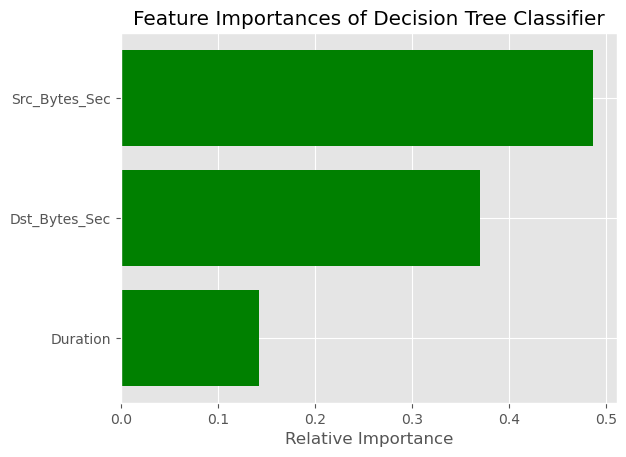 Feature Importances of Decision Tree Classifier
Src_Bytes_Sec
Dst_Bytes_Sec
Duration
0.0 0.1 0.2 0.3 0.4 0.5
Relative Importance